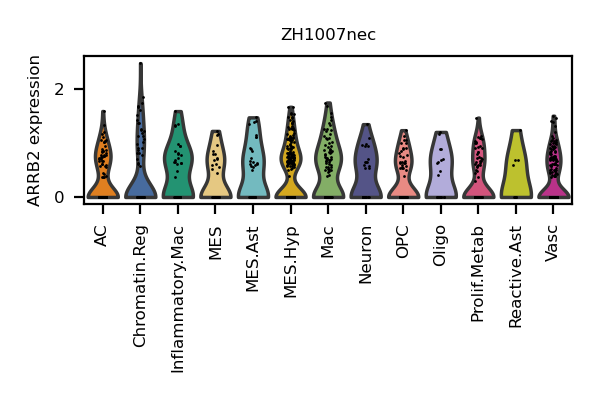 ZH1007nec
ARRB2 expression
2
0
AC
Chromatin.Reg
Inflammatory.Mac
MES
MES.Ast
MES.Hyp
Mac
Neuron
OPC
Oligo
Prolif.Metab
Reactive.Ast
Vasc